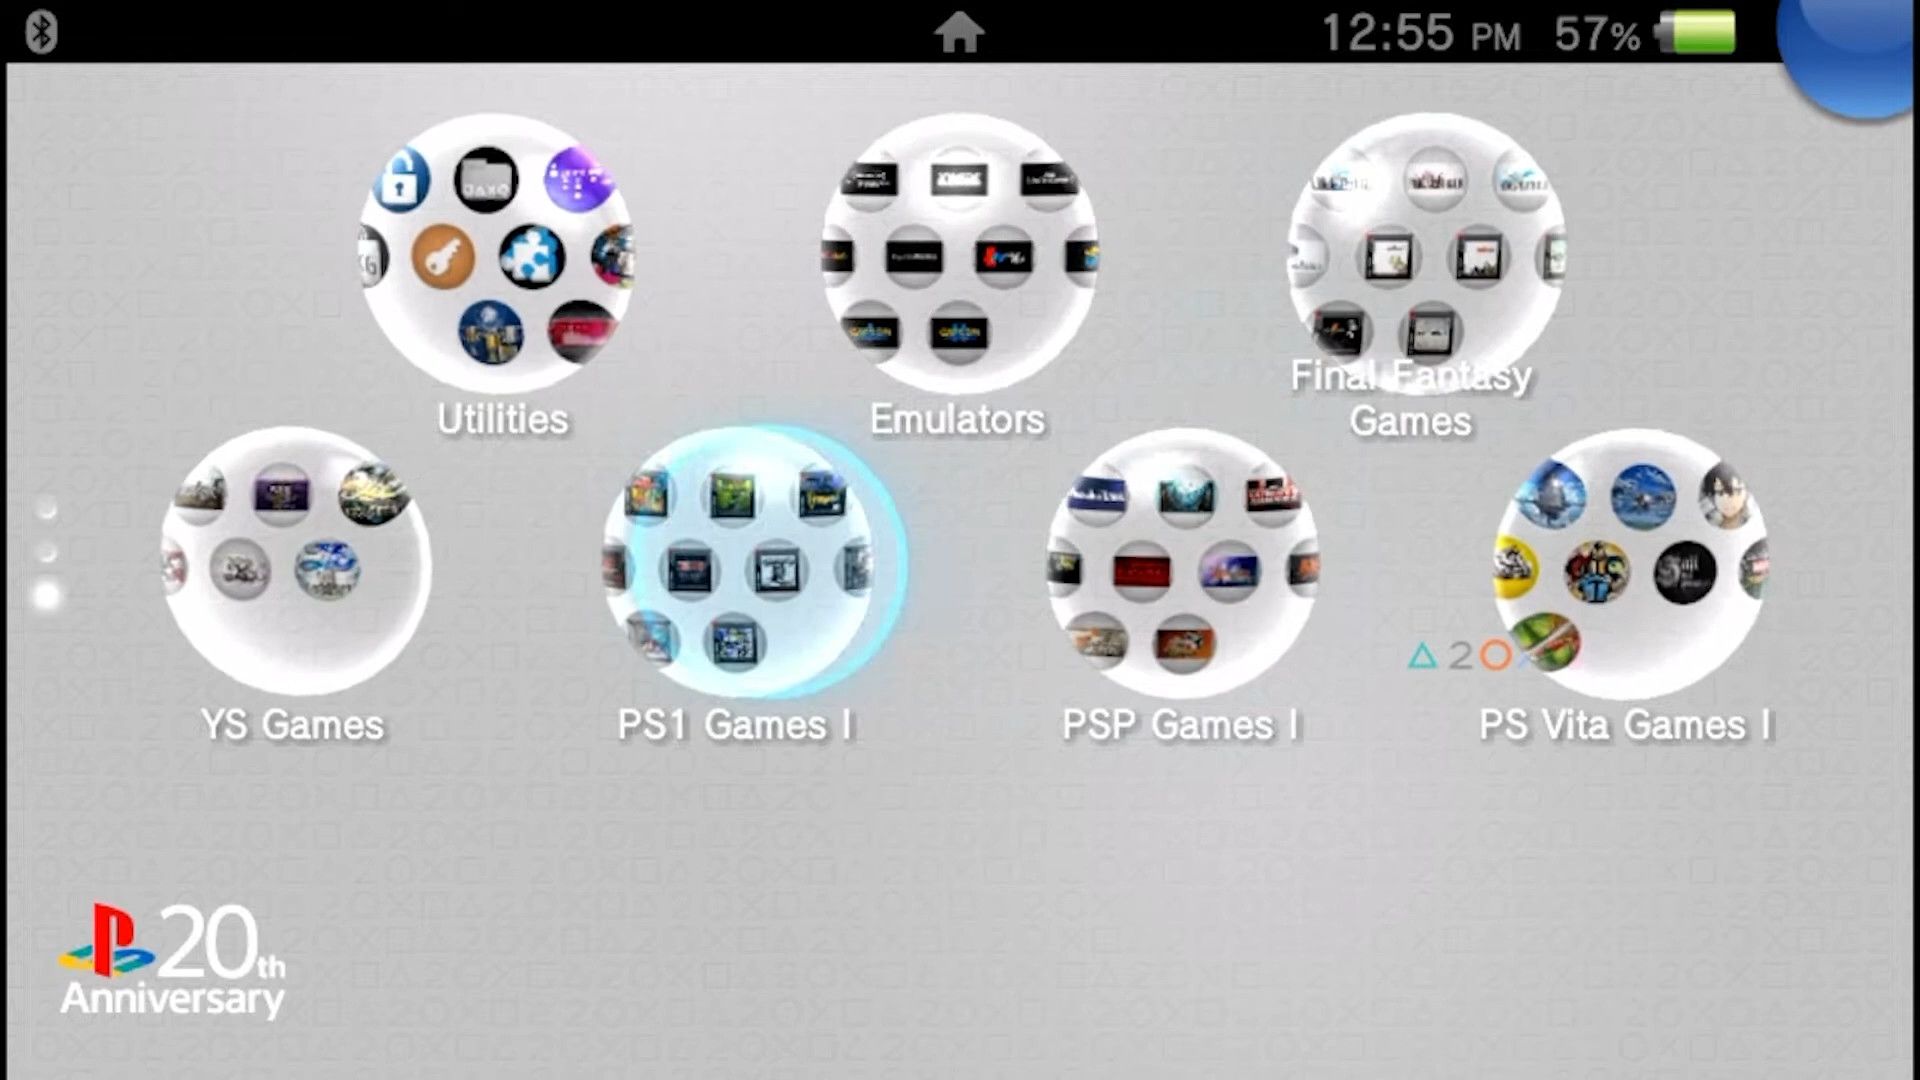 12:55 PM 57%
Utilities
Emulators
Final Fantasy
Games
YS Games
PS1 Games I
PSP Games I
PS Vita Games I
20
20th
Anniversary